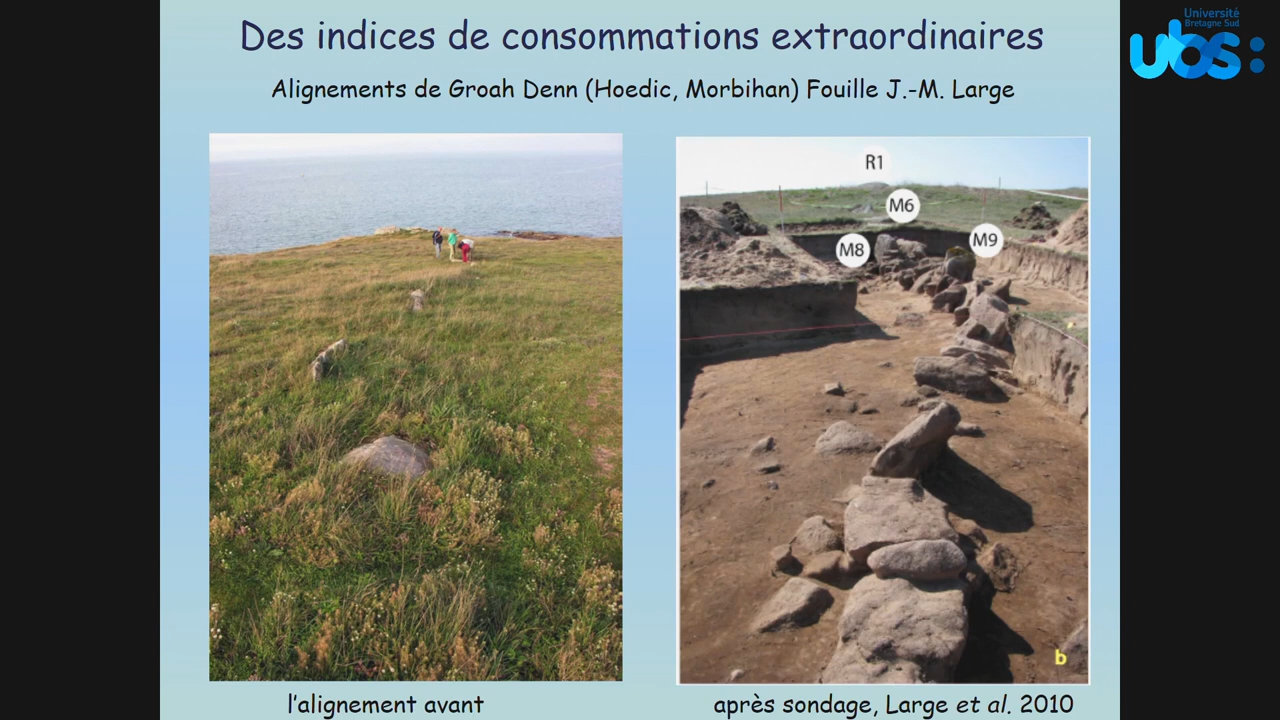 Des indices de consommations extraordinaires
Université
Bretagne Sud
ubs:
Alignements de Groah Denn (Hoedic, Morbihan) Fouille J.-M. Large
R1
M6
M8
M9
b
l'alignement avant
après sondage, Large et al. 2010